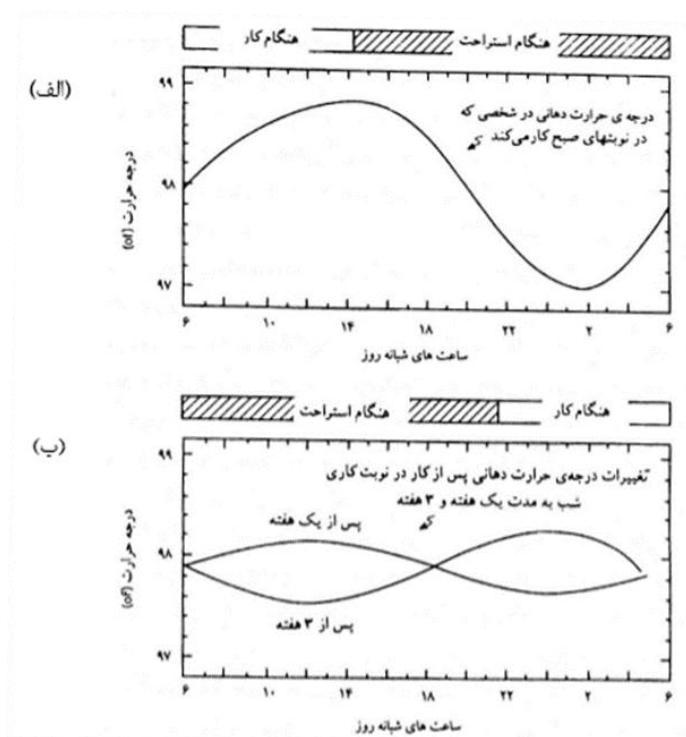 هنگام کار
هنگام استراحت
(الف)
درجه ی حرارت دهانی در شخصی که
در نوبتهای صبح کار می‌کند
درجه حرارت (of)
۹۹
۹۸
۹۷
۶ ۱۰ ۱۴ ۱۸ ۲۲ ۲ ۶
ساعت های شبانه روز
هنگام استراحت
هنگام کار
(ب)
تغییرات درجه‌ی حرارت دهانی پس از کار در نوبت کاری
شب به مدت یک هفته و ۳ هفته
پس از یک هفته
پس از ۳ هفته
درجه حرارت (of)
۹۹
۹۸
۹۷
۶ ۱۰ ۱۴ ۱۸ ۲۲ ۲ ۶
ساعت های شبانه روز